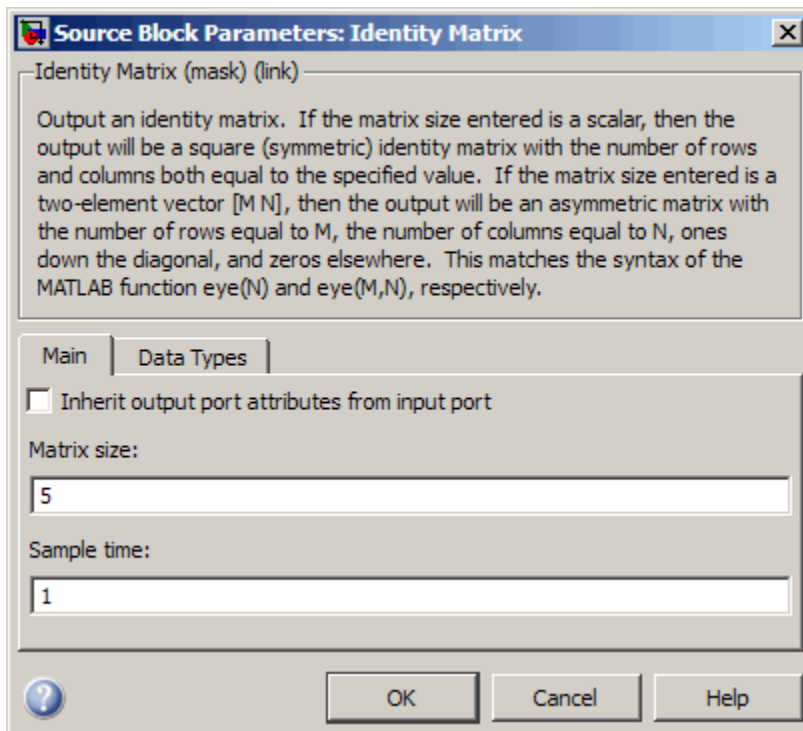 Source Block Parameters: Identity Matrix
Identity Matrix (mask) (link)
Output an identity matrix.  If the matrix size entered is a scalar, then the
output will be a square (symmetric) identity matrix with the number of rows
and columns both equal to the specified value.  If the matrix size entered is a
two-element vector [M N], then the output will be an asymmetric matrix with
the number of rows equal to M, the number of columns equal to N, ones
down the diagonal, and zeros elsewhere.  This matches the syntax of the
MATLAB function eye(N) and eye(M,N), respectively.
Main Data Types
Inherit output port attributes from input port
Matrix size:
5
Sample time:
1
? OK Cancel Help